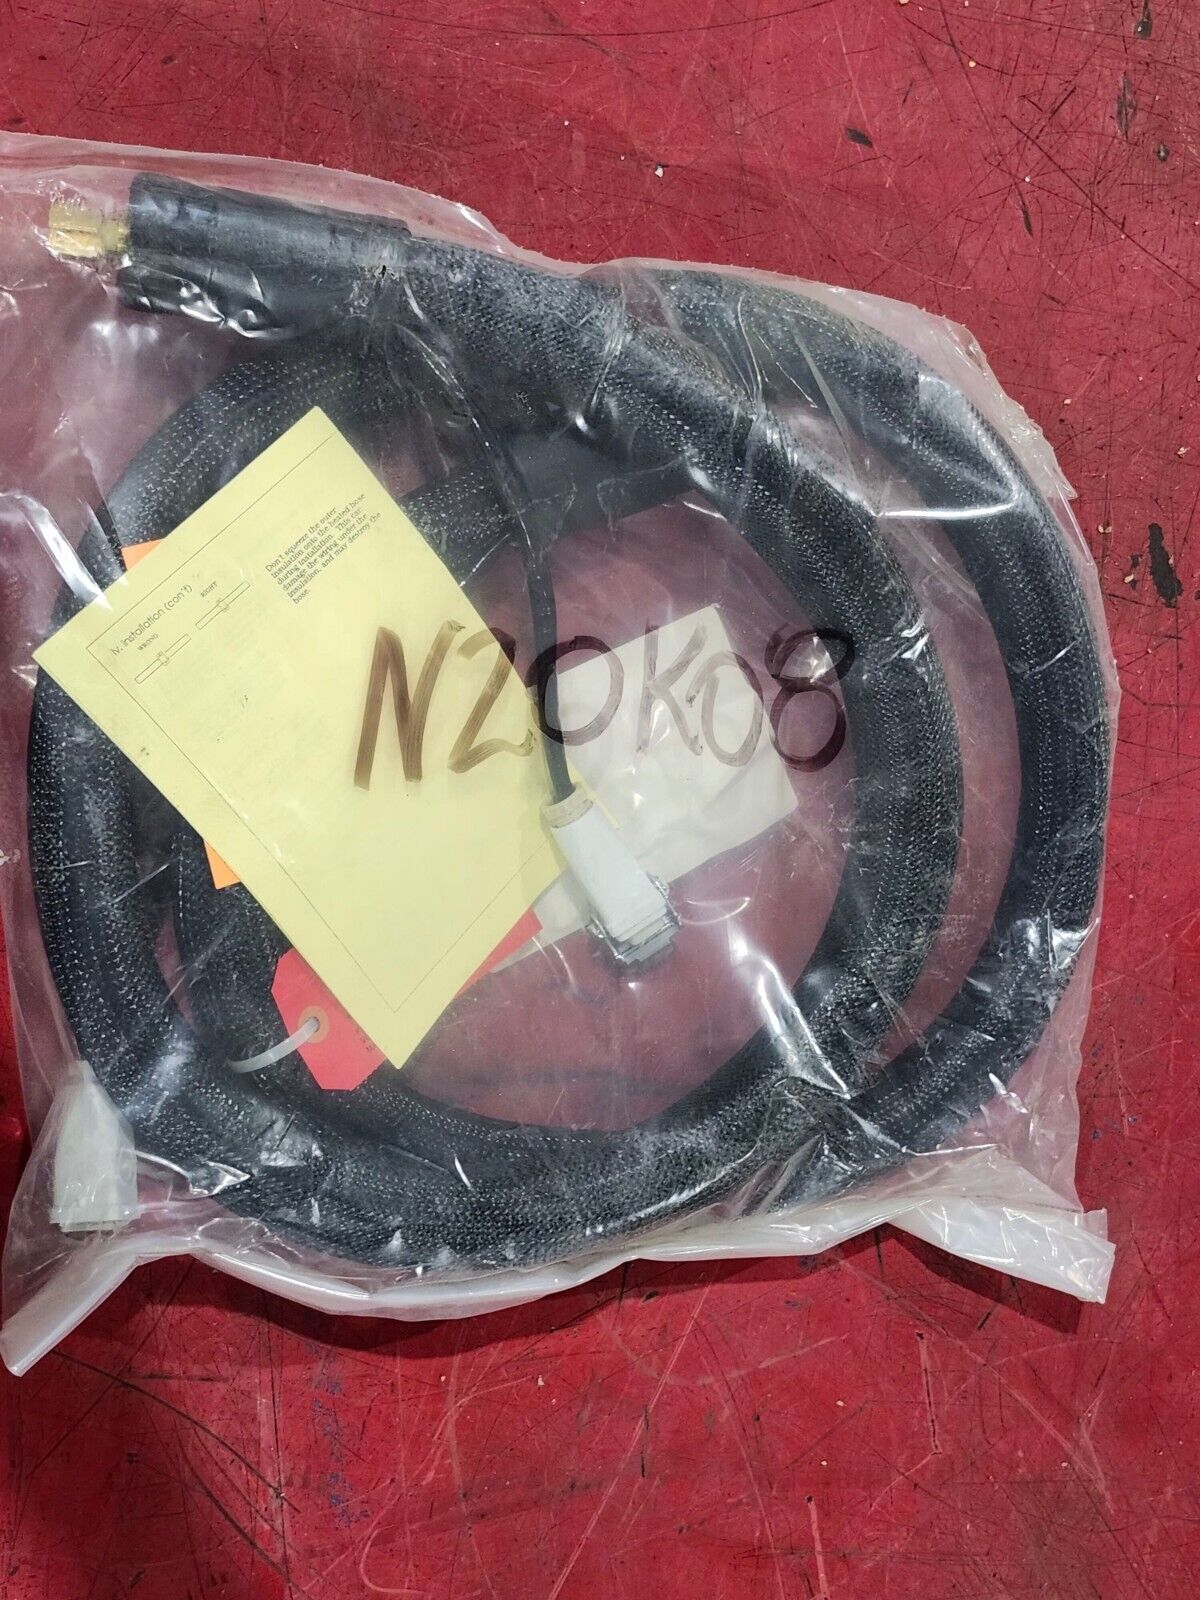 IV. Installation (con't)
WRONG
RIGHT
Don't squeeze the outer
insulation onto the heated hose
during installation. This can
damage the wiring under the
insulation, and may destroy the
hose.
N20K08